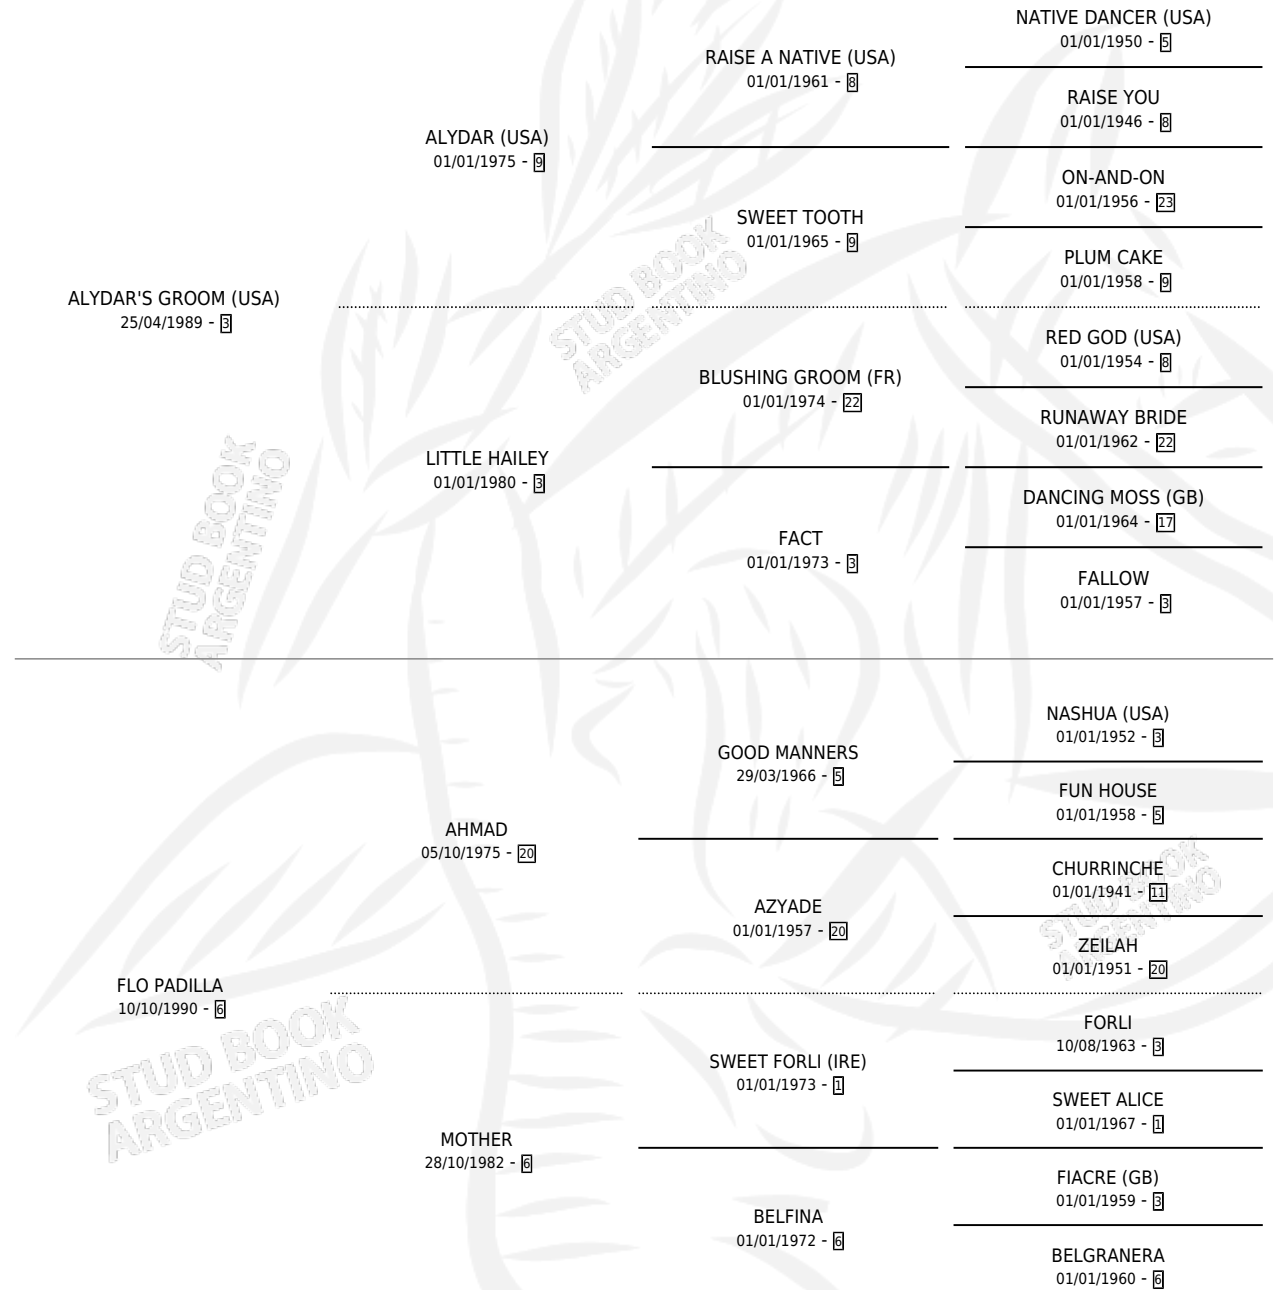 NATIVE DANCER (USA)
01/01/1950 - 5
RAISE A NATIVE (USA)
01/01/1961 - 8
RAISE YOU
01/01/1946 - 8
ALYDAR (USA)
01/01/1975 - 9
ON-AND-ON
01/01/1956 - 23
SWEET TOOTH
01/01/1965 - 9
PLUM CAKE
01/01/1958 - 9
ALYDAR'S GROOM (USA)
25/04/1989 - 3
RED GOD (USA)
01/01/1954 - 8
BLUSHING GROOM (FR)
01/01/1974 - 22
RUNAWAY BRIDE
01/01/1962 - 22
LITTLE HAILEY
01/01/1980 - 3
DANCING MOSS (GB)
01/01/1964 - 17
FACT
01/01/1973 - 3
FALLOW
01/01/1957 - 3
NASHUA (USA)
01/01/1952 - 3
GOOD MANNERS
29/03/1966 - 5
FUN HOUSE
01/01/1958 - 5
AHMAD
05/10/1975 - 20
CHURRINCHE
01/01/1941 - 11
AZYADE
01/01/1957 - 20
ZEILAH
01/01/1951 - 20
FLO PADILLA
10/10/1990 - 6
FORLI
10/08/1963 - 3
SWEET FORLI (IRE)
01/01/1973 - 1
SWEET ALICE
01/01/1967 - 1
MOTHER
28/10/1982 - 6
FIACRE (GB)
01/01/1959 - 3
BELFINA
01/01/1972 - 6
BELGRANERA
01/01/1960 - 6
STUD BOOK
ARGENTINO
STUD BOOK
ARGENTINO
STUD BOOK
ARGENTINO
STUD BOOK
ARGENTINO